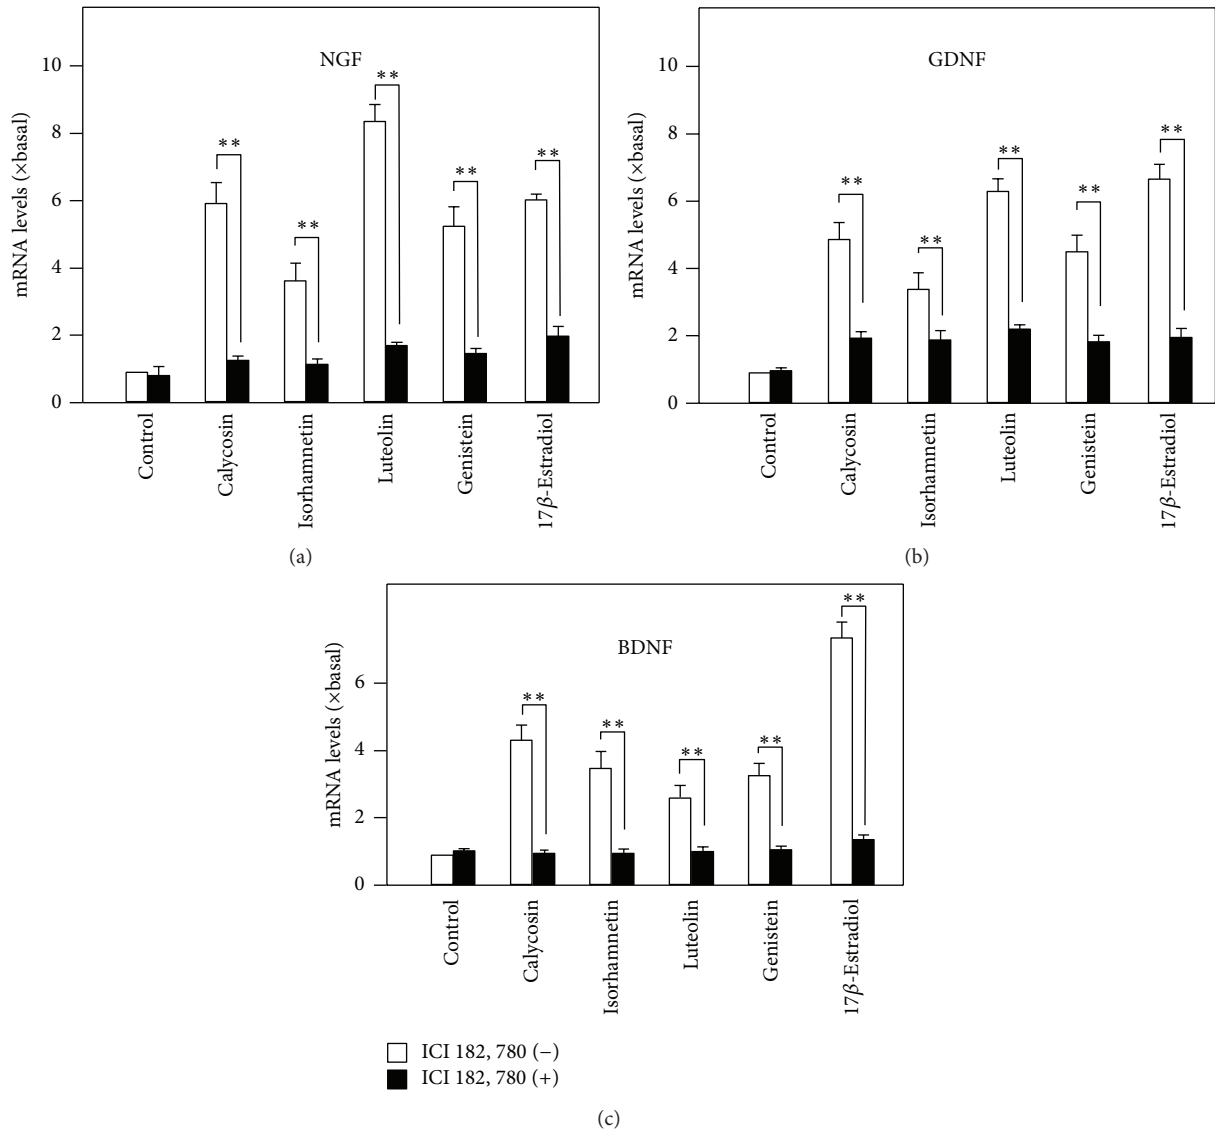 NGF
mRNA levels (×basal)
10
8
6
4
2
0
**
**
**
**
**
Control
Calycosin
Isorhamnetin
Luteolin
Genistein
17β-Estradiol
(a)
GDNF
mRNA levels (×basal)
10
8
6
4
2
0
**
**
**
**
**
Control
Calycosin
Isorhamnetin
Luteolin
Genistein
17β-Estradiol
(b)
BDNF
mRNA levels (×basal)
6
4
2
0
**
**
**
**
**
Control
Calycosin
Isorhamnetin
Luteolin
Genistein
17β-Estradiol
ICI 182, 780 (−)
ICI 182, 780 (+)
(c)